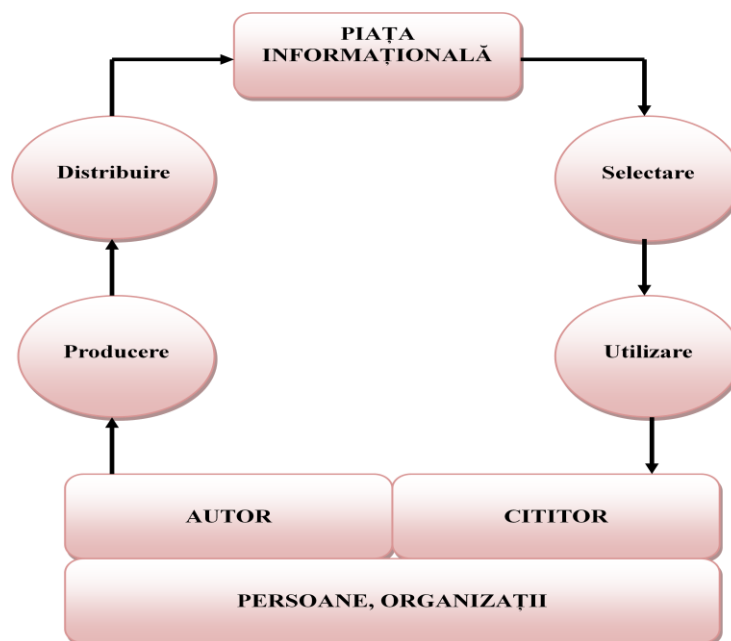 PIAȚA
INFORMAȚIONALĂ
Distribuire
Selectare
Producere
Utilizare
AUTOR
CITITOR
PERSOANE, ORGANIZAȚII